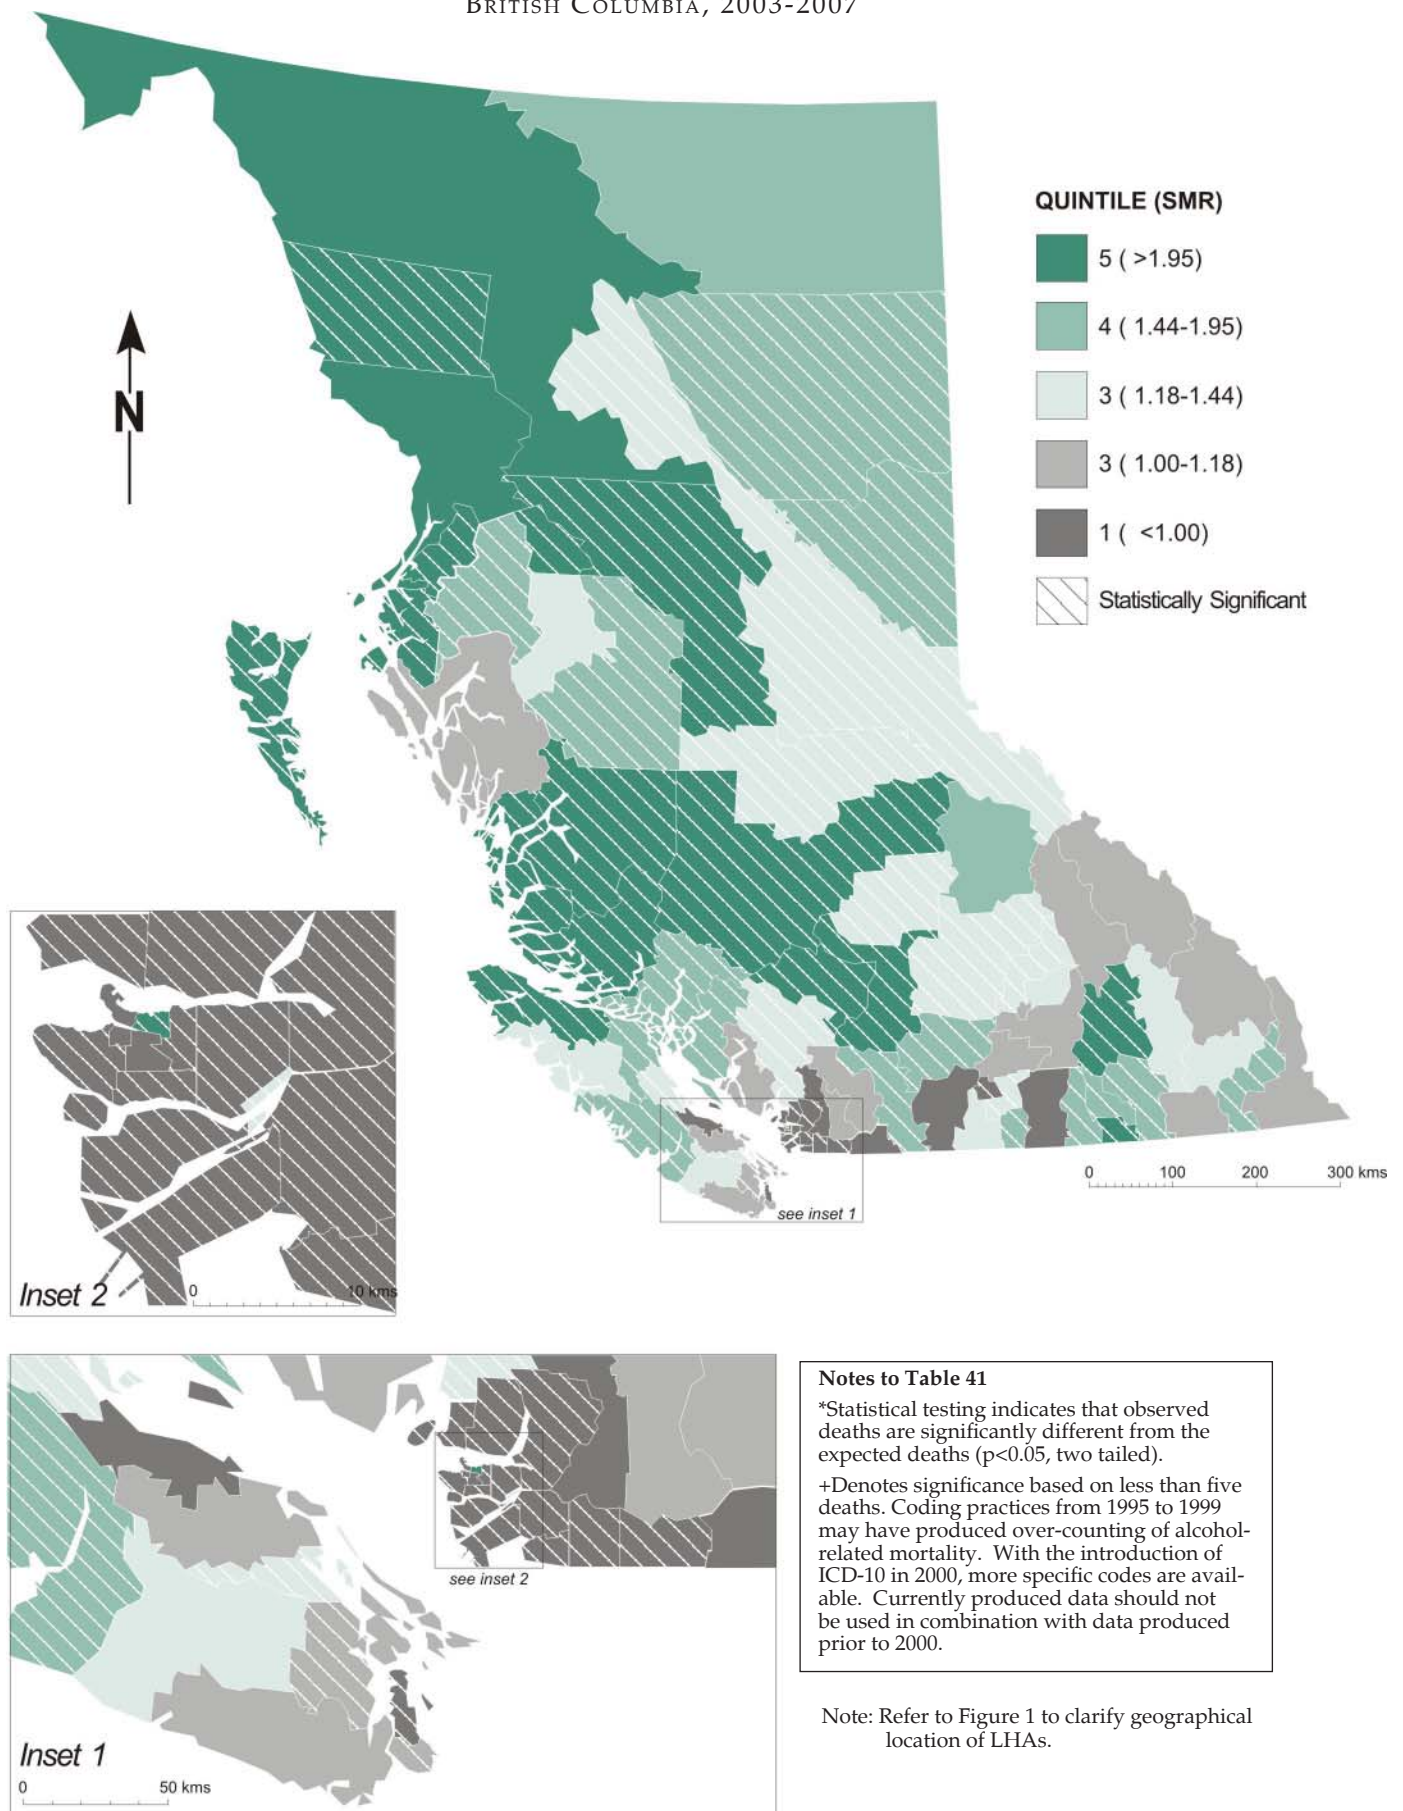 BRITISH COLUMBIA, 2003-2007
QUINTILE (SMR)
5 ( >1.95)
4 ( 1.44-1.95)
3 ( 1.18-1.44)
3 ( 1.00-1.18)
1 ( <1.00)
Statistically Significant
N
0 100 200 300 kms
see inset 1
Inset 2
0 10 kms
see inset 2
Inset 1
0 50 kms
Notes to Table 41
*Statistical testing indicates that observed
deaths are significantly different from the
expected deaths (p<0.05, two tailed).
+Denotes significance based on less than five
deaths. Coding practices from 1995 to 1999
may have produced over-counting of alcohol-
related mortality. With the introduction of
ICD-10 in 2000, more specific codes are avail-
able. Currently produced data should not
be used in combination with data produced
prior to 2000.
Note: Refer to Figure 1 to clarify geographical
location of LHAs.